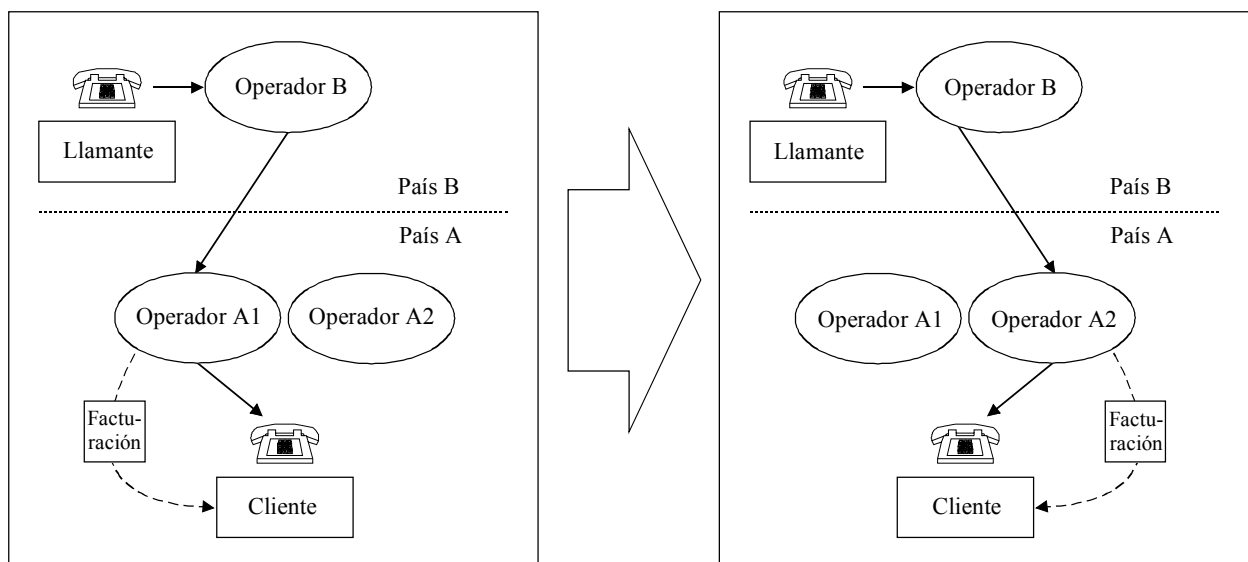 Operador B
Llamante
País B
País A
Operador A1
Operador A2
Factu-
ración
Cliente
Operador B
Llamante
País B
País A
Operador A1
Operador A2
Factu-
ración
Cliente